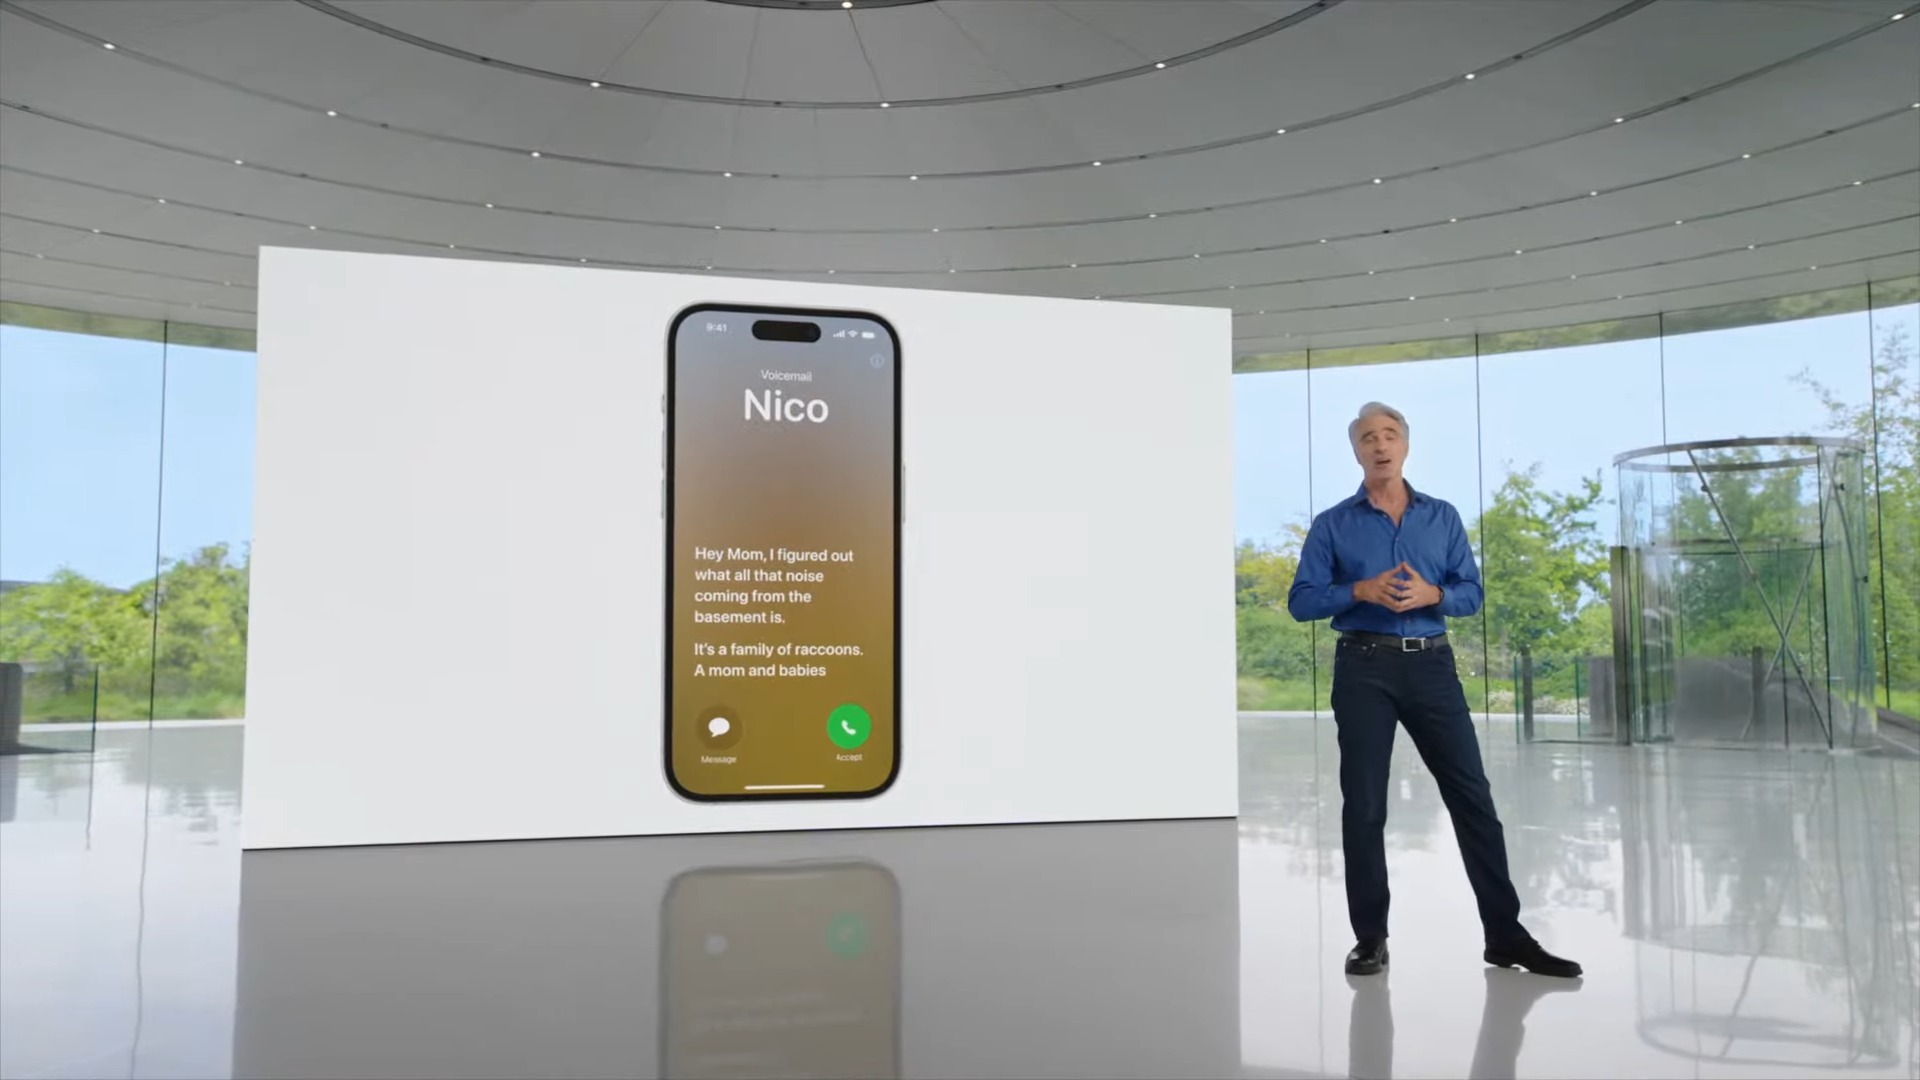 9:41
Voicemail
Nico
Hey Mom, I figured out
what all that noise
coming from the
basement is.
It's a family of raccoons.
A mom and babies
Message
Accept